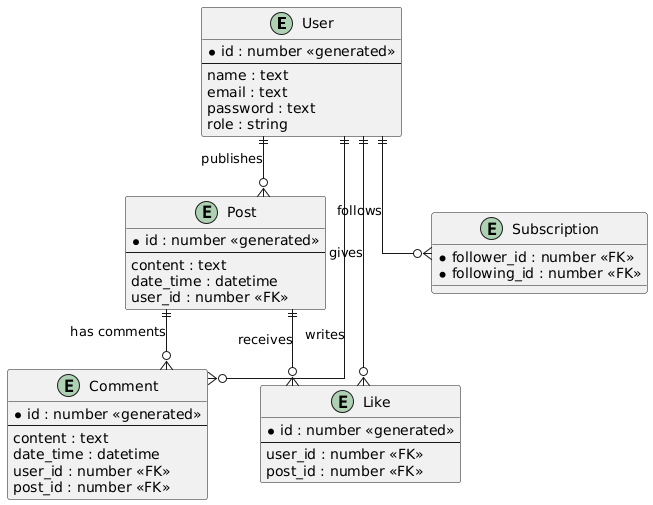 E User
* id : number «generated»
name : text
email : text
password : text
role : string
publishes
E Post
* id : number «generated»
content : text
date_time : datetime
user_id : number «FK»
follows
gives
E Subscription
* follower_id : number «FK»
* following_id : number «FK»
has comments
receives
writes
E Comment
* id : number «generated»
content : text
date_time : datetime
user_id : number «FK»
post_id : number «FK»
E Like
* id : number «generated»
user_id : number «FK»
post_id : number «FK»